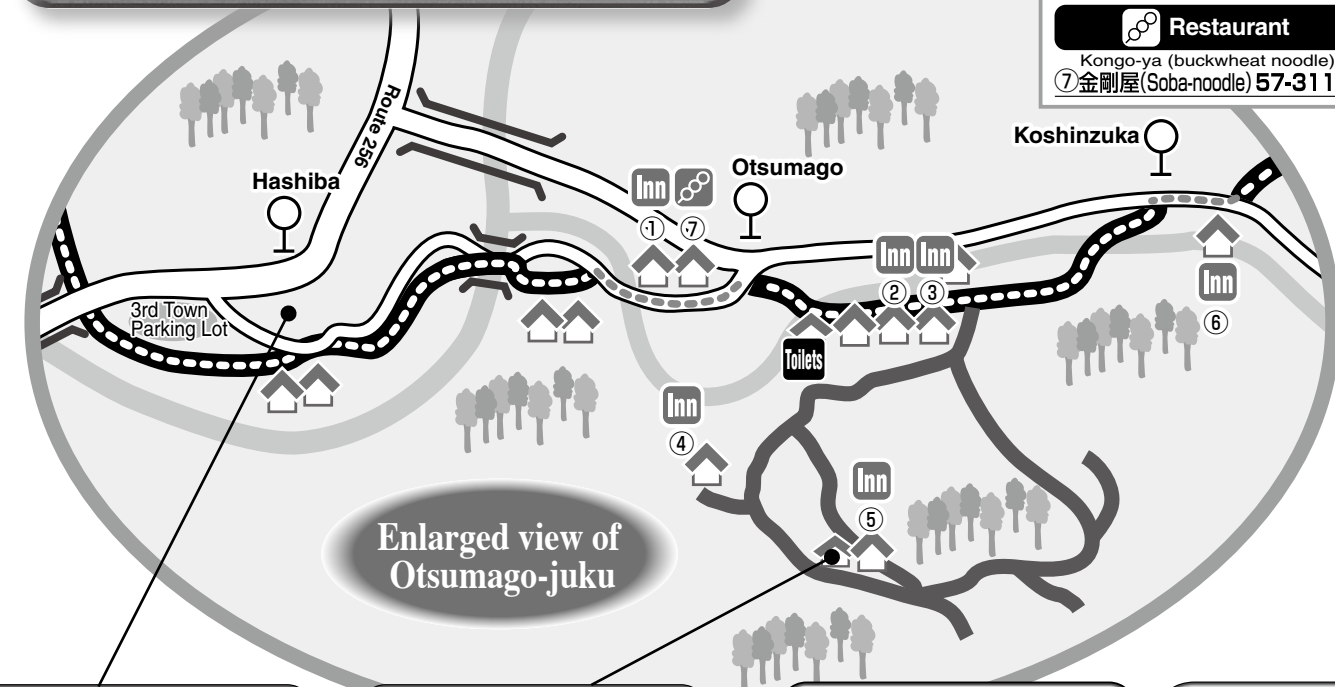 Restaurant
Kongo-ya (buckwheat noodle)
⑦金剛屋(Soba-noodle) 57-311
Route 256
Hashiba
Otsumago
Koshinzuka
Inn
①
⑦
Inn
Inn
②
③
Inn
⑥
3rd Town
Parking Lot
Toilets
Inn
④
Inn
⑤
Enlarged view of
Otsumago-juku